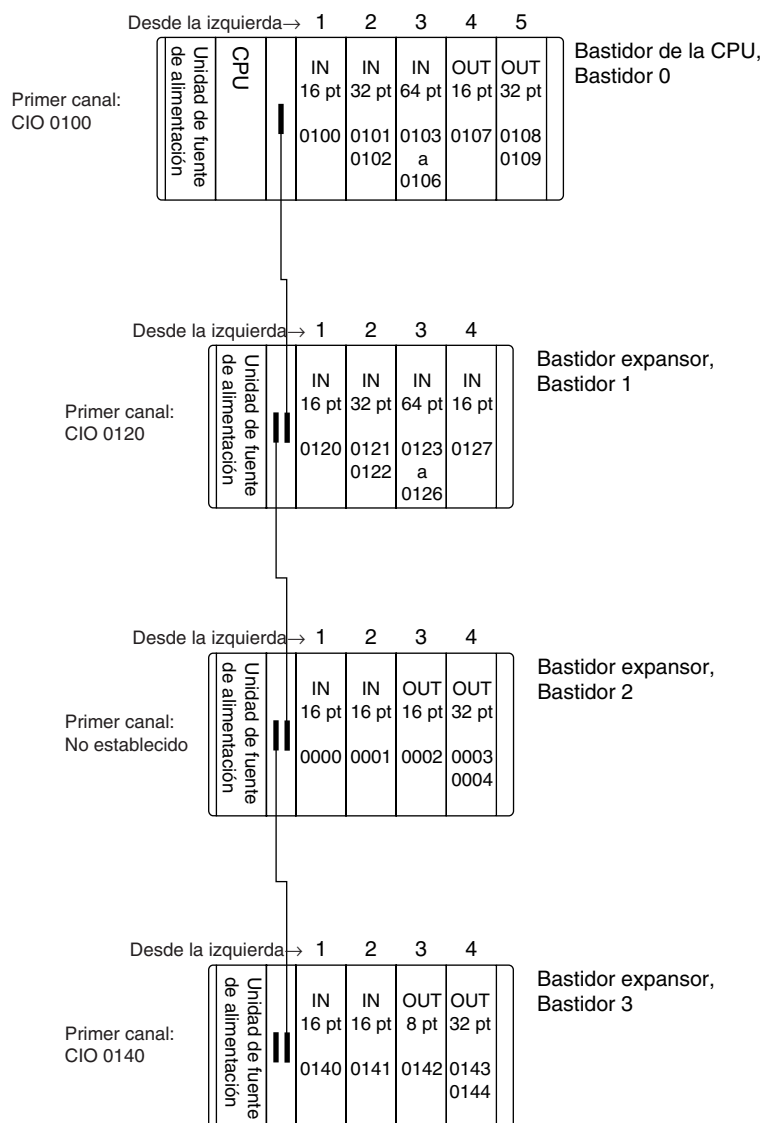 Desde la izquierda→ 1 2 3 4 5
Bastidor de la CPU,
Bastidor 0
Primer canal:
CIO 0100
Unidad de fuente
de alimentación
CPU
IN IN IN OUT OUT
16 pt 32 pt 64 pt 16 pt 32 pt
0100 0101 0103 0107 0108
0102 a 0109
0106
Desde la izquierda→ 1 2 3 4
Bastidor expansor,
Bastidor 1
Primer canal:
CIO 0120
Unidad de fuente
de alimentación
IN IN IN IN
16 pt 32 pt 64 pt 16 pt
0120 0121 0123 0127
0122 a
0126
Desde la izquierda→ 1 2 3 4
Bastidor expansor,
Bastidor 2
Primer canal:
No establecido
Unidad de fuente
de alimentación
IN IN OUT OUT
16 pt 16 pt 16 pt 32 pt
0000 0001 0002 0003
0004
Desde la izquierda→ 1 2 3 4
Bastidor expansor,
Bastidor 3
Primer canal:
CIO 0140
Unidad de fuente
de alimentación
IN IN OUT OUT
16 pt 16 pt 8 pt 32 pt
0140 0141 0142 0143
0144